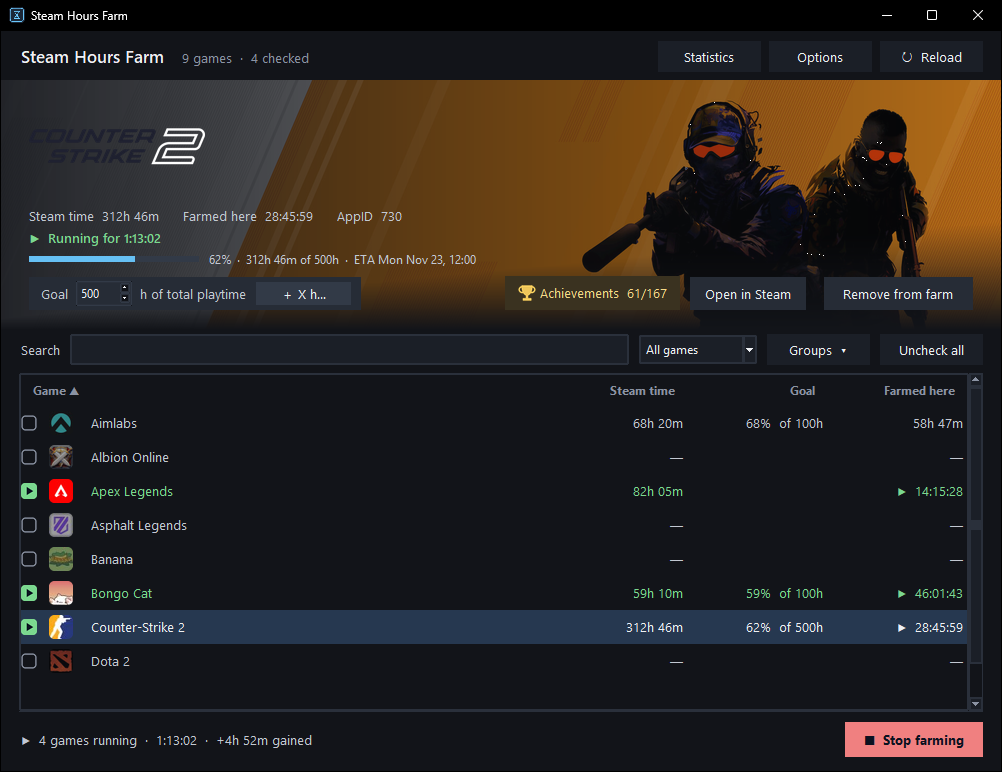 Steam Hours Farm
Steam Hours Farm 9 games · 4 checked Statistics Options ↻ Reload
COUNTER
STRIKE 2
Steam time 312h 46m Farmed here 28:45:59 AppID 730
▶ Running for 1:13:02
62% · 312h 46m of 500h · ETA Mon Nov 23, 12:00
Goal 500 h of total playtime + X h... Achievements 61/167 Open in Steam Remove from farm
Search All games Groups ▾ Uncheck all
Game ▲ Steam time Goal Farmed here
Aimlabs 68h 20m 68% of 100h 58h 47m
Albion Online — —
Apex Legends 82h 05m ▶ 14:15:28
Asphalt Legends — —
Banana — —
Bongo Cat 59h 10m 59% of 100h ▶ 46:01:43
Counter-Strike 2 312h 46m 62% of 500h ▶ 28:45:59
Dota 2 — —
▶ 4 games running · 1:13:02 · +4h 52m gained ■ Stop farming